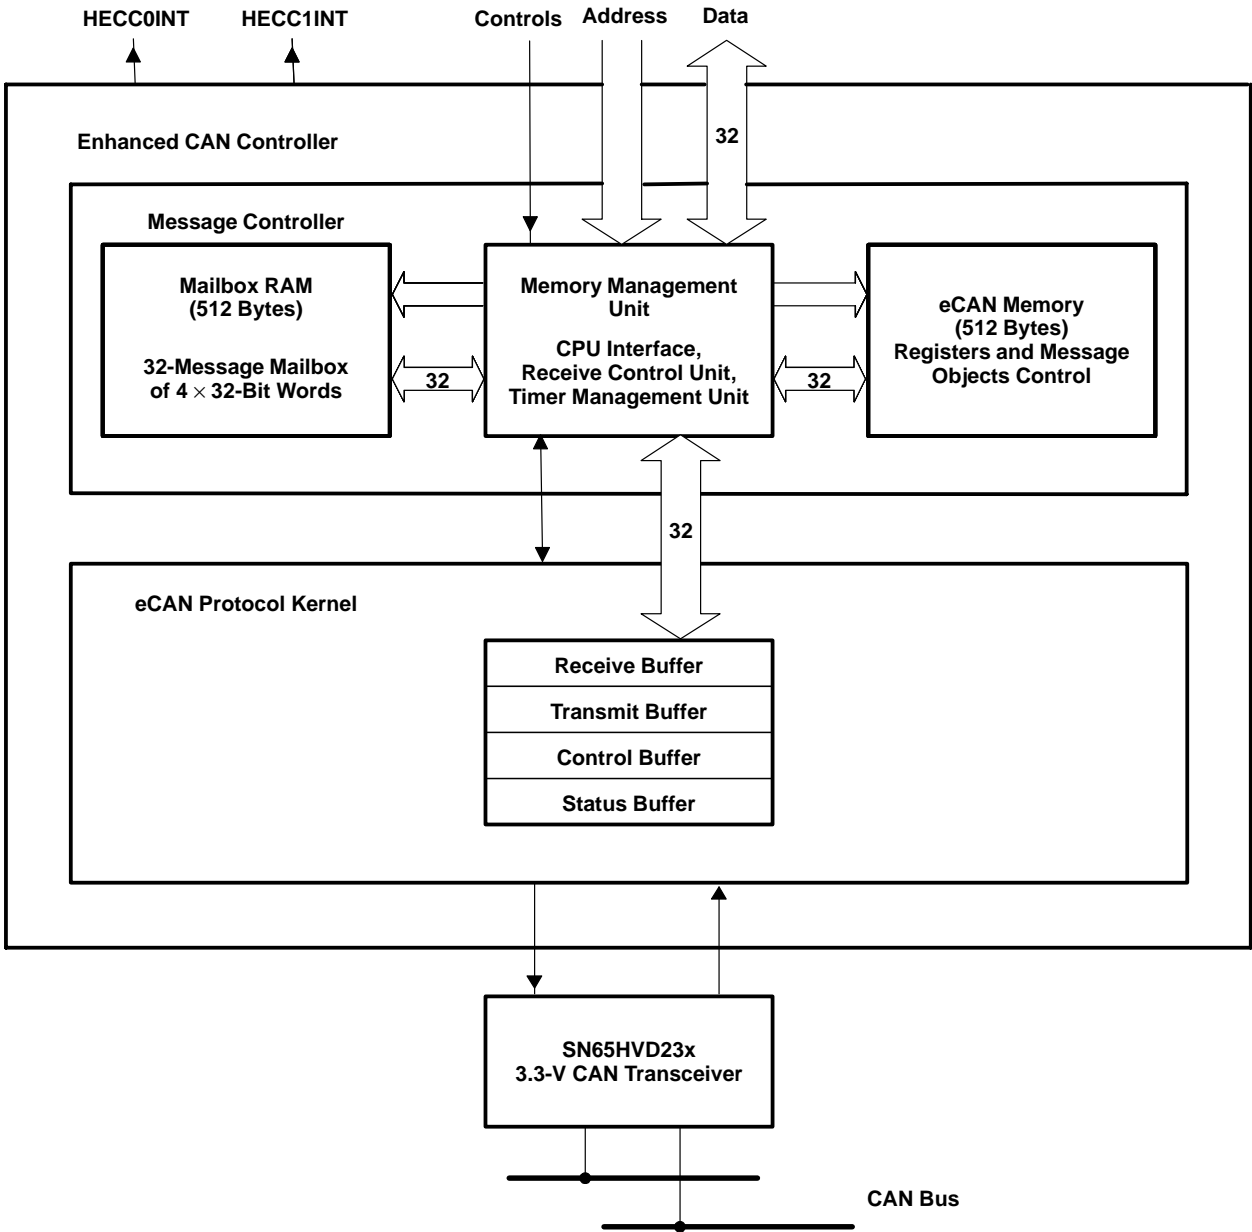 HECC0INT
HECC1INT
Controls
Address
Data
32
Enhanced CAN Controller
Message Controller
Mailbox RAM
(512 Bytes)
32-Message Mailbox
of 4 × 32-Bit Words
32
Memory Management
Unit
CPU Interface,
Receive Control Unit,
Timer Management Unit
32
eCAN Memory
(512 Bytes)
Registers and Message
Objects Control
32
eCAN Protocol Kernel
Receive Buffer
Transmit Buffer
Control Buffer
Status Buffer
SN65HVD23x
3.3-V CAN Transceiver
CAN Bus